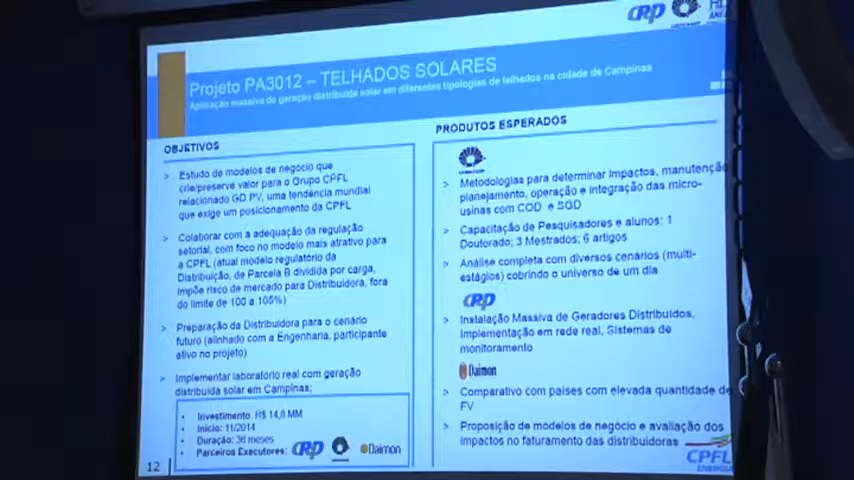 CPqD
Projeto PA3012 – TELHADOS SOLARES
Aplicação massiva de geração distribuída solar em diferentes tipologias de telhados na cidade de Campinas
OBJETIVOS
> Estudo de modelos de negócio que
crie/preserve valor para o Grupo CPFL
relacionado GD PV, uma tendência mundial
que exige um posicionamento da CPFL
> Colaborar com a adequação da regulação
setorial, com foco no modelo mais atrativo para
a CPFL (atual modelo regulatório da
Distribuição, de Parcela B dividida por carga,
impõe risco de mercado para Distribuidora, fora
do limite de 100 a 105%)
> Preparação da Distribuidora para o cenário
futuro (alinhado com a Engenharia, participante
ativo no projeto)
> Implementar laboratório real com geração
distribuída solar em Campinas;
• Investimento: R$ 14,8 MM
• Início: 11/2014
• Duração: 36 meses
• Parceiros Executores: CPqD Daimon
12
PRODUTOS ESPERADOS
UNICAMP
> Metodologias para determinar impactos, manutenção
planejamento, operação e integração das micro-
usinas com COD e SGD
> Capacitação de Pesquisadores e alunos: 1
Doutorado; 3 Mestrados; 6 artigos
> Análise completa com diversos cenários (multi-
estágios) cobrindo o universo de um dia
CPqD
> Instalação Massiva de Geradores Distribuídos,
Implementação em rede real, Sistemas de
monitoramento
Daimon
> Comparativo com países com elevada quantidade de
FV
> Proposição de modelos de negócio e avaliação dos
impactos no faturamento das distribuidoras
CPFL
ENERGIA